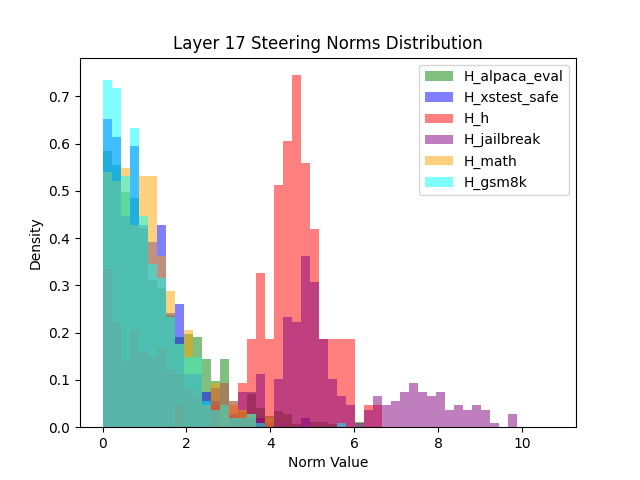 Layer 17 Steering Norms Distribution
H_alpaca_eval
H_xstest_safe
H_h
H_jailbreak
H_math
H_gsm8k
Density
0.7
0.6
0.5
0.4
0.3
0.2
0.1
0.0
0
2
4
6
8
10
Norm Value